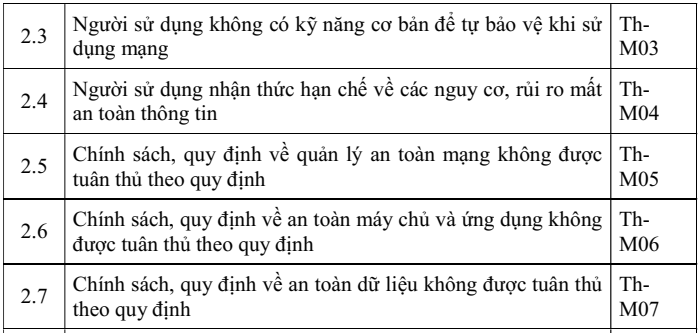 2.3
Người sử dụng không có kỹ năng cơ bản để tự bảo vệ khi sử
dụng mạng
Th-
M03
2.4
Người sử dụng nhận thức hạn chế về các nguy cơ, rủi ro mất
an toàn thông tin
Th-
M04
2.5
Chính sách, quy định về quản lý an toàn mạng không được
tuân thủ theo quy định
Th-
M05
2.6
Chính sách, quy định về an toàn máy chủ và ứng dụng không
được tuân thủ theo quy định
Th-
M06
2.7
Chính sách, quy định về an toàn dữ liệu không được tuân thủ
theo quy định
Th-
M07